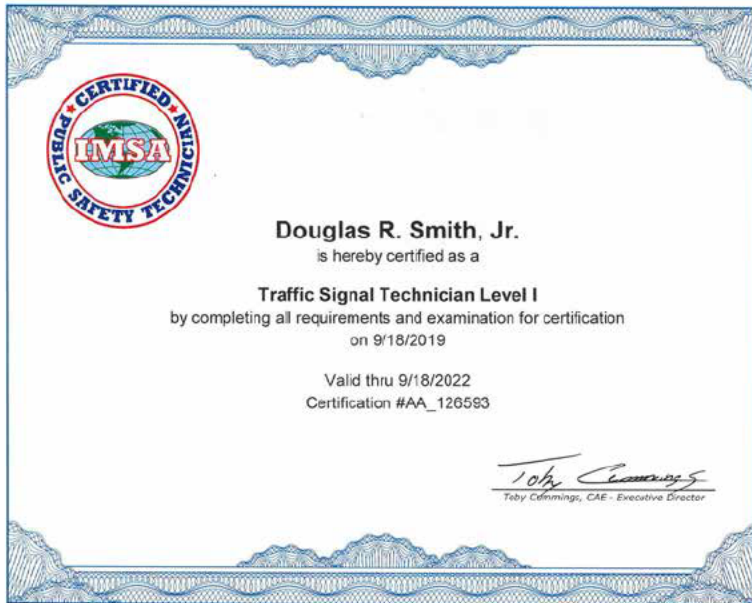 CERTIFIED
PUBLIC SAFETY TECHNICIAN
IMSA
Douglas R. Smith, Jr.
is hereby certified as a
Traffic Signal Technician Level I
by completing all requirements and examination for certification
on 9/18/2019
Valid thru 9/18/2022
Certification #AA_126593
Toby Cummings
Toby Cummings, CAE - Executive Director